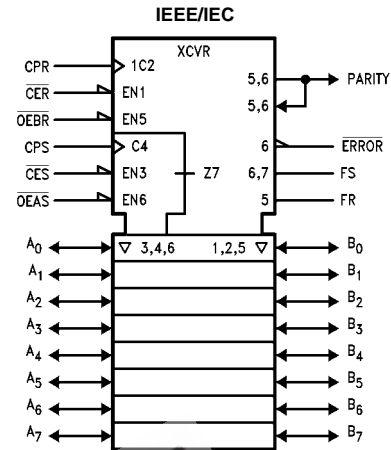 IEEE/IEC
XCVR
CPR 1C2 5,6 PARITY
CER EN1 5,6
OEBR EN5
CPS C4 6 ERROR
CES EN3 Z7 6,7 FS
OEAS EN6 5 FR
A0 ▽ 3,4,6 1,2,5 ▽ B0
A1 B1
A2 B2
A3 B3
A4 B4
A5 B5
A6 B6
A7 B7